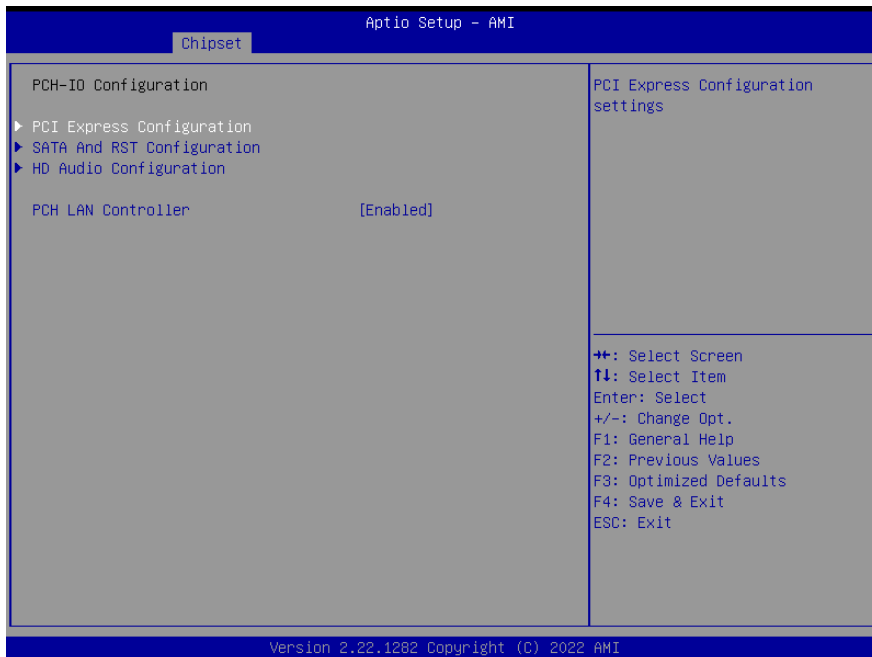 Aptio Setup – AMI
Chipset
PCH-IO Configuration
PCI Express Configuration
SATA And RST Configuration
HD Audio Configuration
PCH LAN Controller [Enabled]
PCI Express Configuration
settings
→←: Select Screen
↑↓: Select Item
Enter: Select
+/-: Change Opt.
F1: General Help
F2: Previous Values
F3: Optimized Defaults
F4: Save & Exit
ESC: Exit
Version 2.22.1282 Copyright (C) 2022 AMI